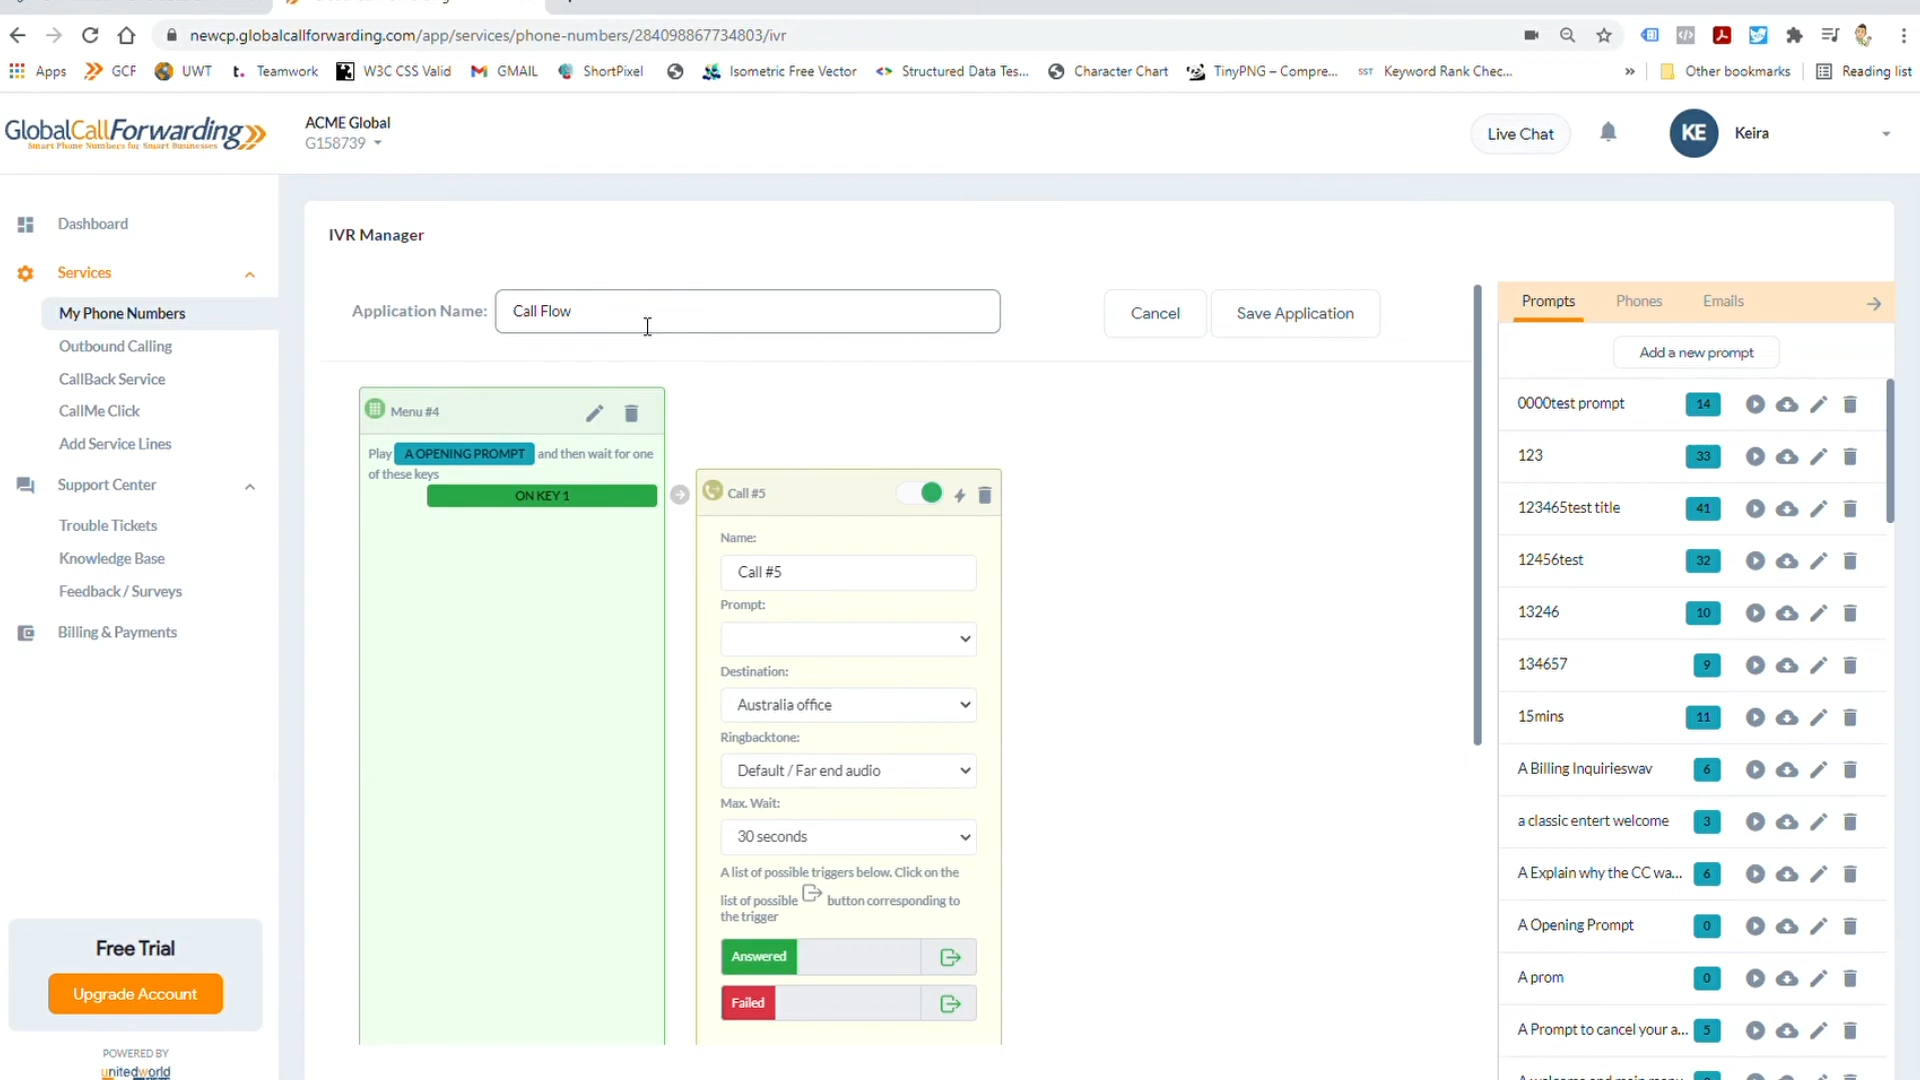 newcp.globalcallforwarding.com/app/services/phone-numbers/284098867734803/ivr
Apps
GCF
UWT
t. Teamwork
W3C CSS Valid
GMAIL
ShortPixel
Isometric Free Vector
Structured Data Tes...
Character Chart
TinyPNG – Compre...
SST Keyword Rank Chec...
»
Other bookmarks
Reading list
GlobalCallForwarding
Smart Phone Numbers for Smart Businesses
ACME Global
G158739
Live Chat
KE
Keira
Dashboard
Services
My Phone Numbers
Outbound Calling
CallBack Service
CallMe Click
Add Service Lines
Support Center
Trouble Tickets
Knowledge Base
Feedback / Surveys
Billing & Payments
Free Trial
Upgrade Account
POWERED BY
unitedworld
IVR Manager
Application Name:
Call Flow
Cancel
Save Application
Menu #4
Play A OPENING PROMPT and then wait for one
of these keys
ON KEY 1
Call #5
Name:
Call #5
Prompt:
Destination:
Australia office
Ringbacktone:
Default / Far end audio
Max. Wait:
30 seconds
A list of possible triggers below. Click on the
list of possible button corresponding to
the trigger
Answered
Failed
Prompts
Phones
Emails
Add a new prompt
0000test prompt 14
123 33
123465test title 41
12456test 32
13246 10
134657 9
15mins 11
A Billing Inquirieswav 6
a classic entert welcome 3
A Explain why the CC wa... 6
A Opening Prompt 0
A prom 0
A Prompt to cancel your a... 5